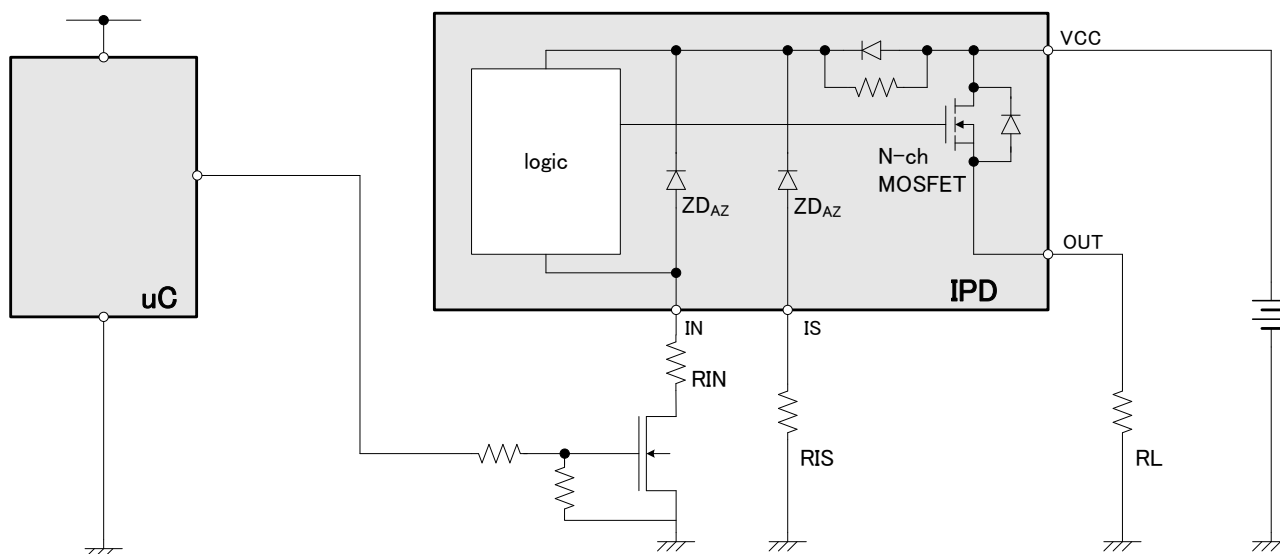 VCC
logic
N-ch
MOSFET
ZDAZ
ZDAZ
OUT
uC
IPD
IN
IS
RIN
RIS
RL